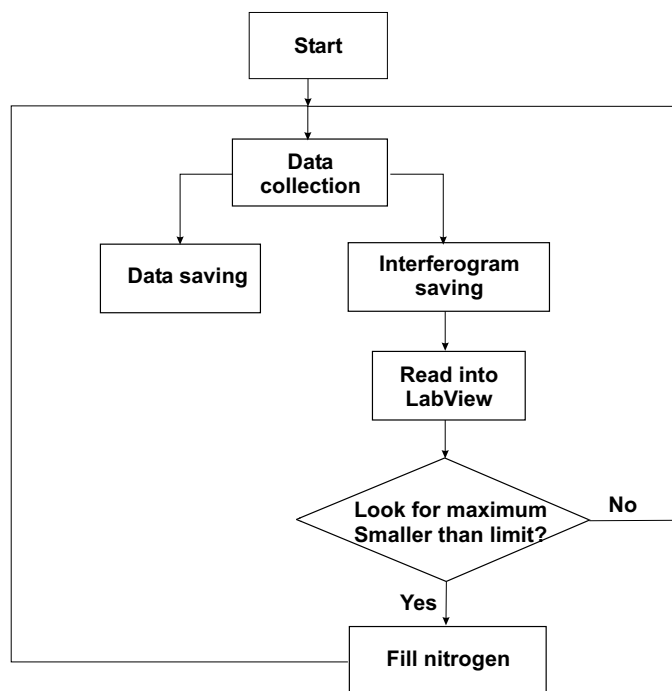 Start
Data
collection
Data saving
Interferogram
saving
Read into
LabView
Look for maximum
Smaller than limit?
No
Yes
Fill nitrogen